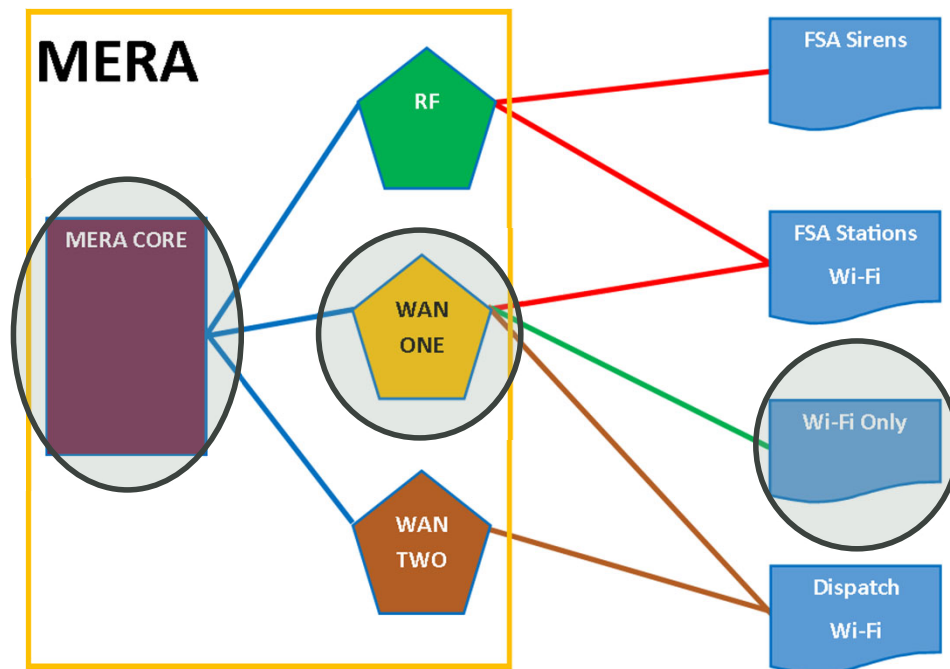 MERA
MERA CORE
RF
WAN
ONE
WAN
TWO
FSA Sirens
FSA Stations
Wi-Fi
Wi-Fi Only
Dispatch
Wi-Fi